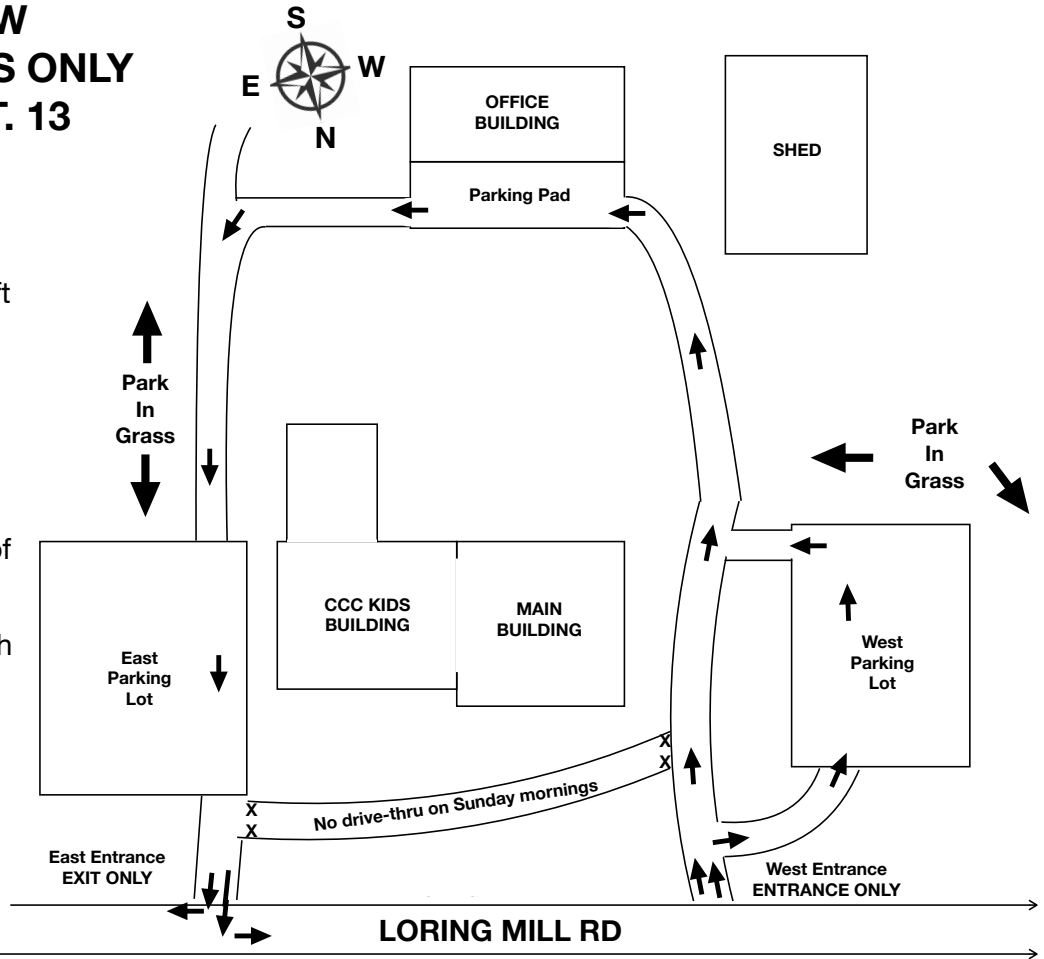 W
S ONLY
T. 13
S
W
E
N
OFFICE
BUILDING
Parking Pad
SHED
ft
Park
In
Grass
Park
In
Grass
of
h
CCC KIDS
BUILDING
MAIN
BUILDING
East
Parking
Lot
West
Parking
Lot
X
X
X
X
No drive-thru on Sunday mornings
East Entrance
EXIT ONLY
West Entrance
ENTRANCE ONLY
LORING MILL RD